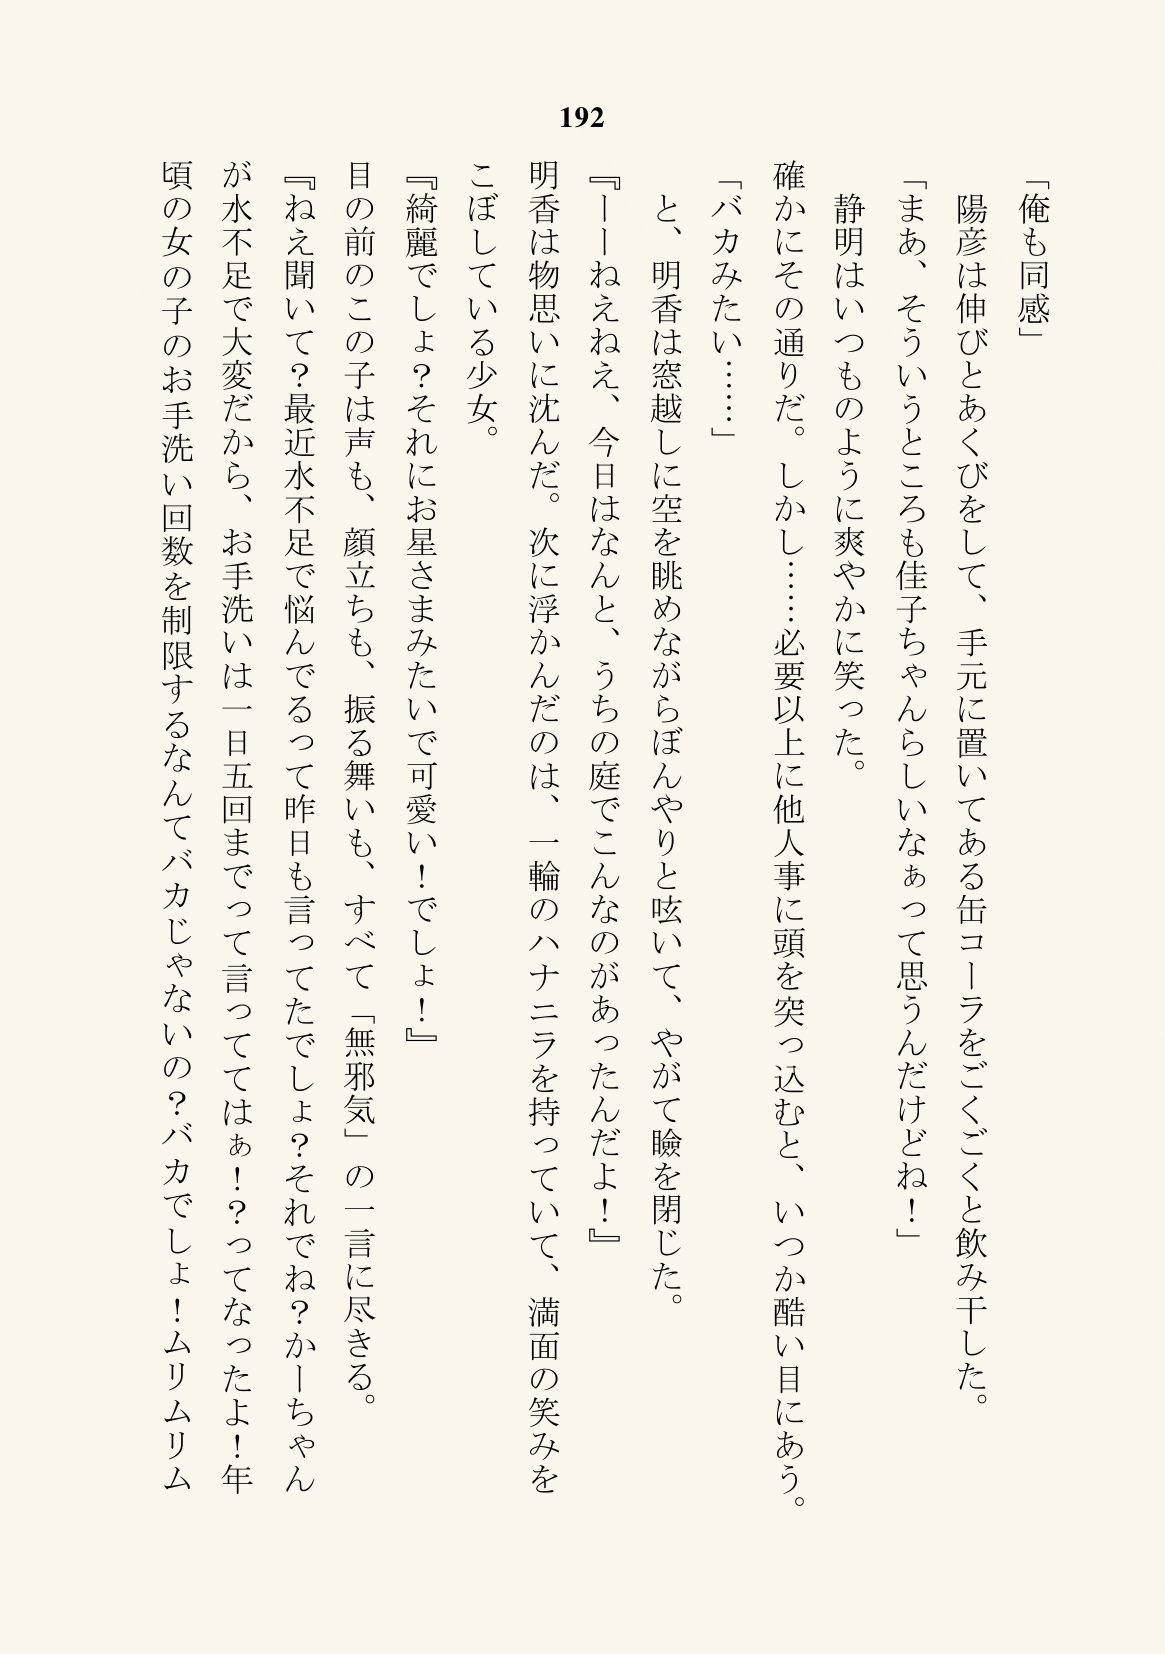 192
「俺も同感」
　陽彦は伸びとあくびをして、手元に置いてある缶コーラをごくごくと飲み干した。
「まあ、そういうところも佳子ちゃんらしいなぁって思うんだけどね！」
　静明はいつものように爽やかに笑った。
確かにその通りだ。しかし……必要以上に他人事に頭を突っ込むと、いつか酷い目にあう。
「バカみたい……」
　と、明香は窓越しに空を眺めながらぼんやりと呟いて、やがて瞼を閉じた。
『ーーねえねえ、今日はなんと、うちの庭でこんなのがあったんだよ！』
明香は物思いに沈んだ。次に浮かんだのは、一輪のハナニラを持っていて、満面の笑みを
こぼしている少女。
『綺麗でしょ？それにお星さまみたいで可愛い！でしょ！』
目の前のこの子は声も、顔立ちも、振る舞いも、すべて「無邪気」の一言に尽きる。
『ねえ聞いて？最近水不足で悩んでるって昨日も言ってたでしょ？それでね？かーちゃん
が水不足で大変だから、お手洗いは一日五回までって言っててはぁ！？ってなったよ！年
頃の女の子のお手洗い回数を制限するなんてバカじゃないの？バカでしょ！ムリムリム